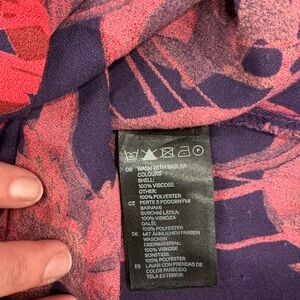 GB WASH WITH SIMILAR
COLOURS
SHELL:
100% VISCOSE
OTHER:
100% POLYESTER
CZ PERTE S PODOBNÝMI
BARVAMI
SVRCHNÍ LÁTKA:
100% VISKÓZA
DALŠÍ:
100% POLYESTER
DE MIT ÄHNLICHEN FARBEN
WASCHEN
OBERMATERIAL:
100% VISKOSE
SONSTIGE:
100% POLYESTER
ES LAVAR CON PRENDAS DE
COLOR PARECIDO
TELA EXTERIOR: